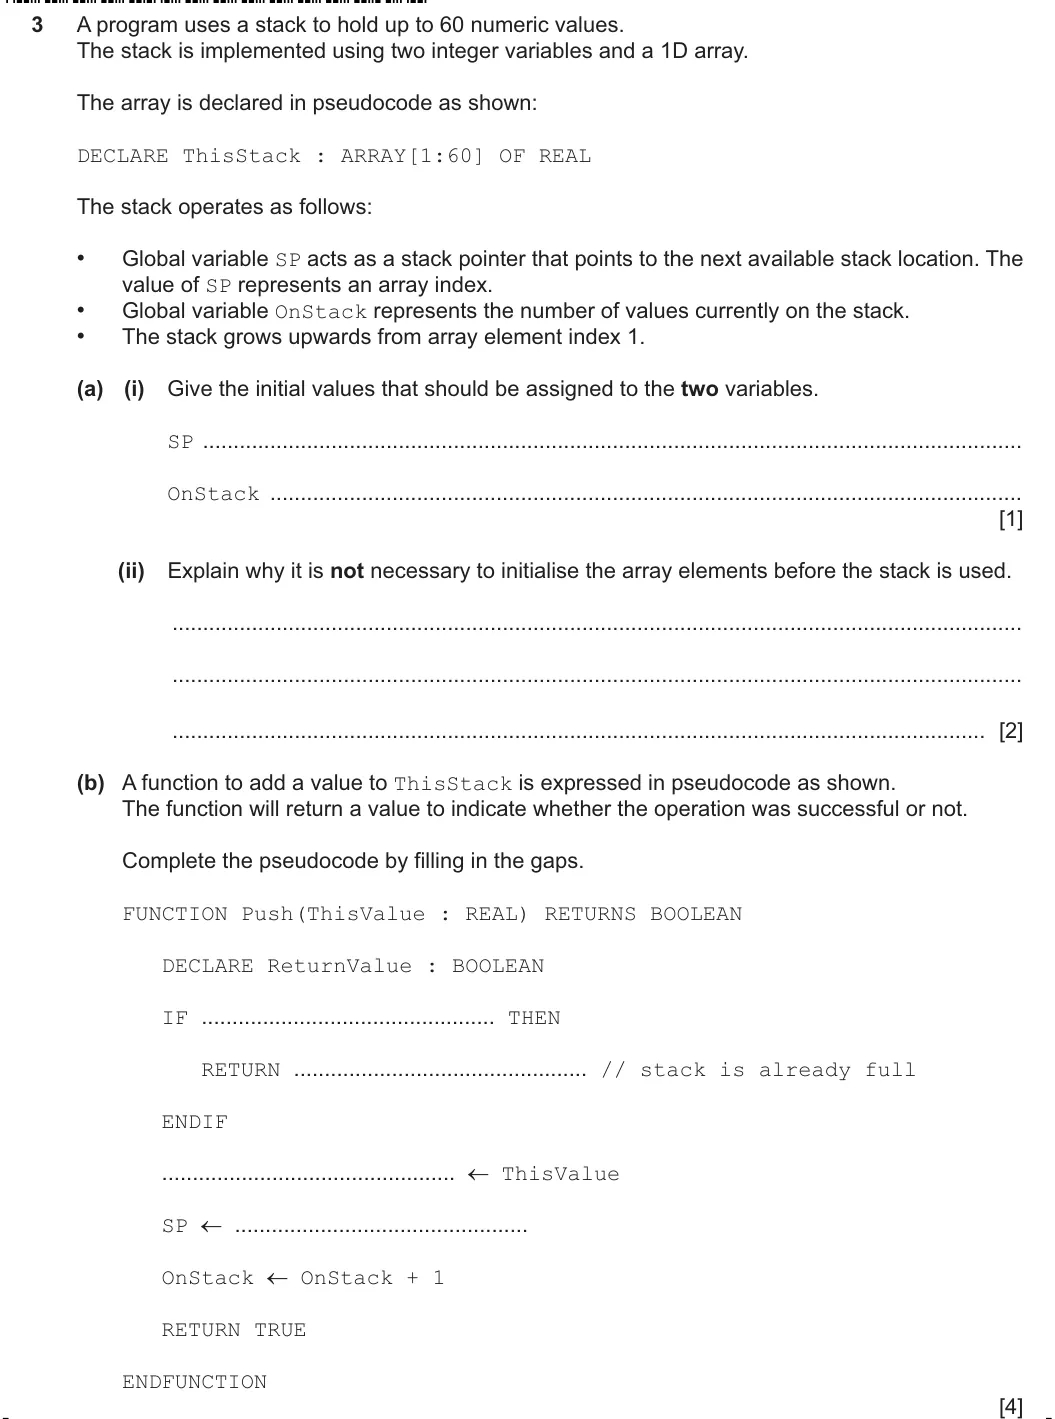 3 A program uses a stack to hold up to 60 numeric values.
The stack is implemented using two integer variables and a 1D array.
The array is declared in pseudocode as shown:
DECLARE ThisStack : ARRAY[1:60] OF REAL
The stack operates as follows:
• Global variable SP acts as a stack pointer that points to the next available stack location. The
value of SP represents an array index.
• Global variable OnStack represents the number of values currently on the stack.
• The stack grows upwards from array element index 1.
(a) (i) Give the initial values that should be assigned to the two variables.
SP ........................................................................................................................................
OnStack .............................................................................................................................
[1]
(ii) Explain why it is not necessary to initialise the array elements before the stack is used.
.............................................................................................................................................
.............................................................................................................................................
....................................................................................................................................... [2]
(b) A function to add a value to ThisStack is expressed in pseudocode as shown.
The function will return a value to indicate whether the operation was successful or not.
Complete the pseudocode by filling in the gaps.
FUNCTION Push(ThisValue : REAL) RETURNS BOOLEAN
DECLARE ReturnValue : BOOLEAN
IF ................................................ THEN
RETURN ................................................ // stack is already full
ENDIF
................................................ ← ThisValue
SP ← ................................................
OnStack ← OnStack + 1
RETURN TRUE
ENDFUNCTION
[4]